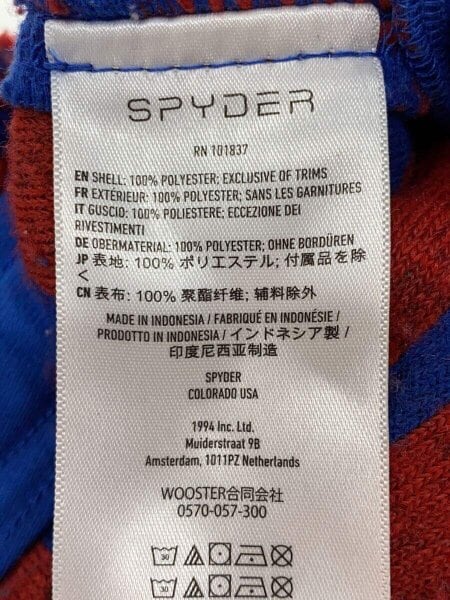 SPYDER
RN 101837
EN SHELL: 100% POLYESTER; EXCLUSIVE OF TRIMS
FR EXTÉRIEUR: 100% POLYESTER; SANS LES GARNITURES
IT GUSCIO: 100% POLIESTERE; ECCEZIONE DEI
RIVESTIMENTI
DE OBERMATERIAL: 100% POLYESTER; OHNE BORDÜREN
JP 表地: 100% ポリエステル; 付属品を除
く
CN 表布: 100% 聚酯纤维; 辅料除外
MADE IN INDONESIA / FABRIQUÉ EN INDONÉSIE /
PRODOTTO IN INDONESIA / インドネシア製 /
印度尼西亚制造
SPYDER
COLORADO USA
1994 Inc. Ltd.
Muiderstraat 9B
Amsterdam, 1011PZ Netherlands
WOOSTER合同会社
0570-057-300
30
30